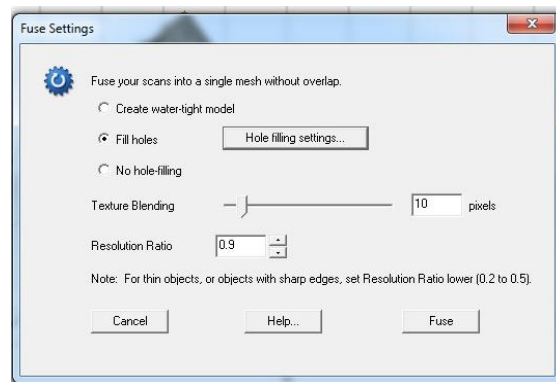 Fuse Settings
Fuse your scans into a single mesh without overlap.
Create water-tight model
Fill holes
Hole filling settings...
No hole-filling
Texture Blending
10 pixels
Resolution Ratio
0.9
Note: For thin objects, or objects with sharp edges, set Resolution Ratio lower (0.2 to 0.5).
Cancel
Help...
Fuse